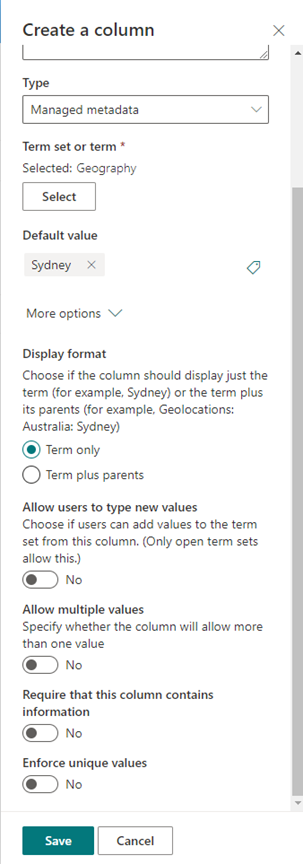 Create a column
Type
Managed metadata
Term set or term *
Selected: Geography
Select
Default value
Sydney
More options
Display format
Choose if the column should display just the
term (for example, Sydney) or the term plus
its parents (for example, Geolocations:
Australia: Sydney)
Term only
Term plus parents
Allow users to type new values
Choose if users can add values to the term
set from this column. (Only open term sets
allow this.)
No
Allow multiple values
Specify whether the column will allow more
than one value
No
Require that this column contains
information
No
Enforce unique values
No
Save
Cancel